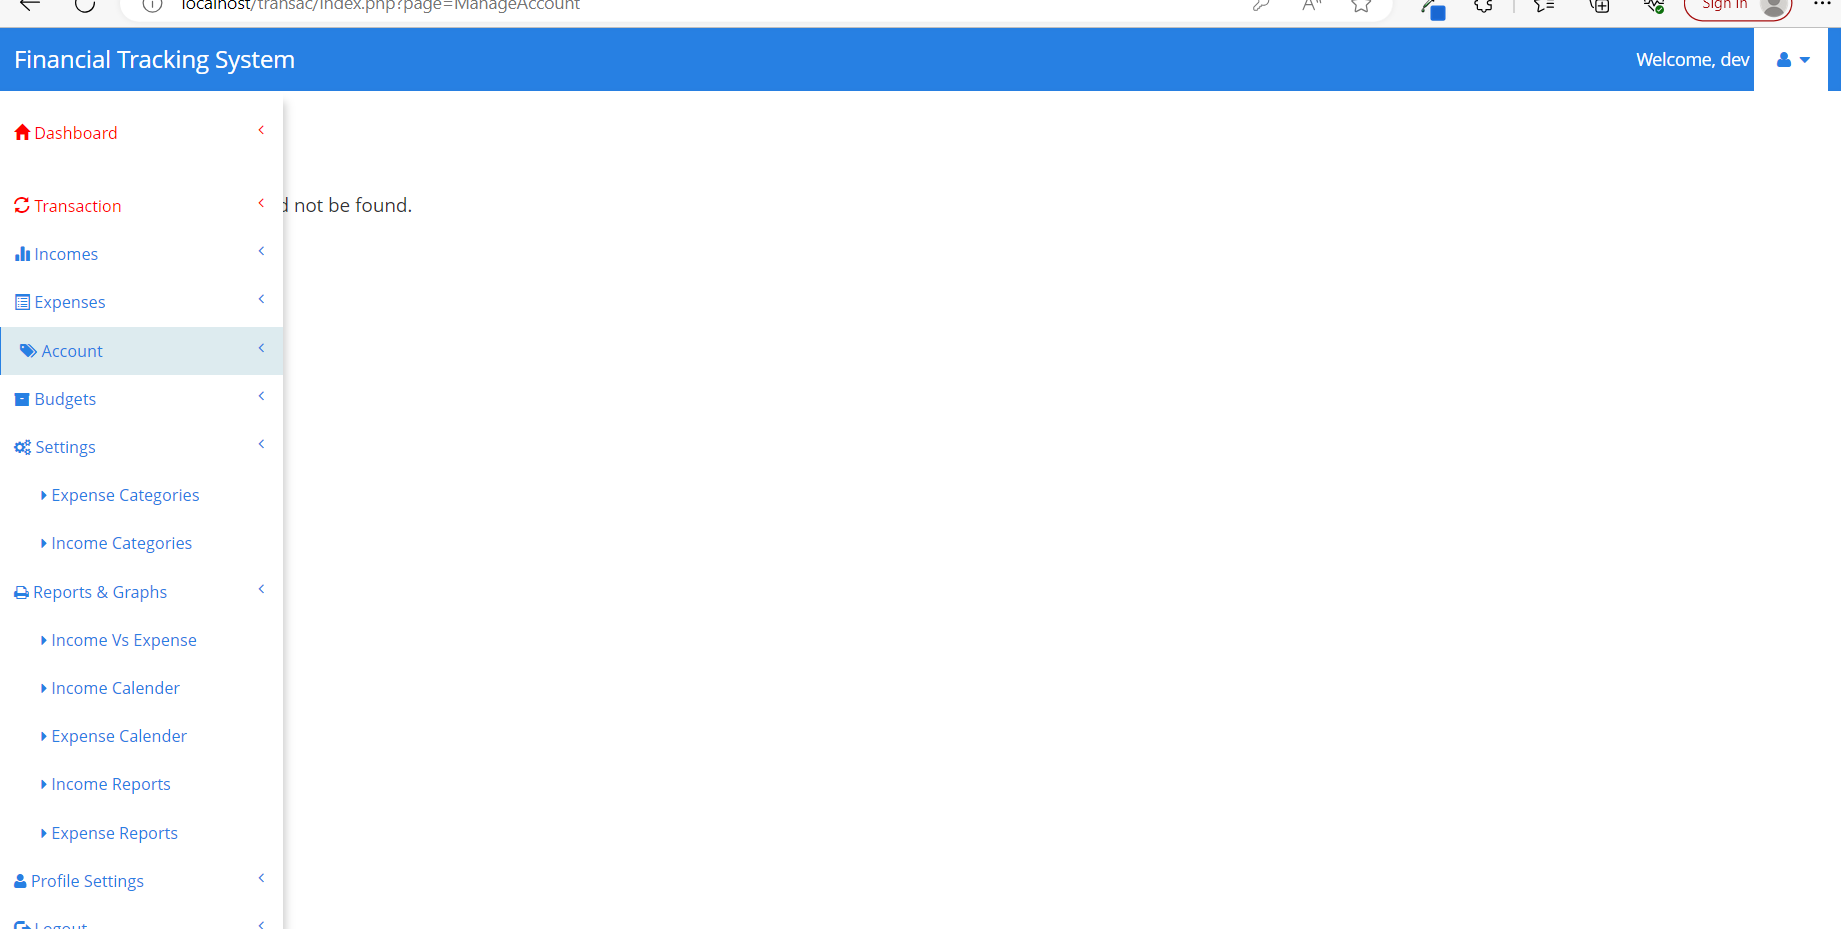 localhost/transac/index.php?page=ManageAccount
Sign in
Financial Tracking System
Welcome, dev
Dashboard
Transaction
not be found.
Incomes
Expenses
Account
Budgets
Settings
Expense Categories
Income Categories
Reports & Graphs
Income Vs Expense
Income Calender
Expense Calender
Income Reports
Expense Reports
Profile Settings
Logout